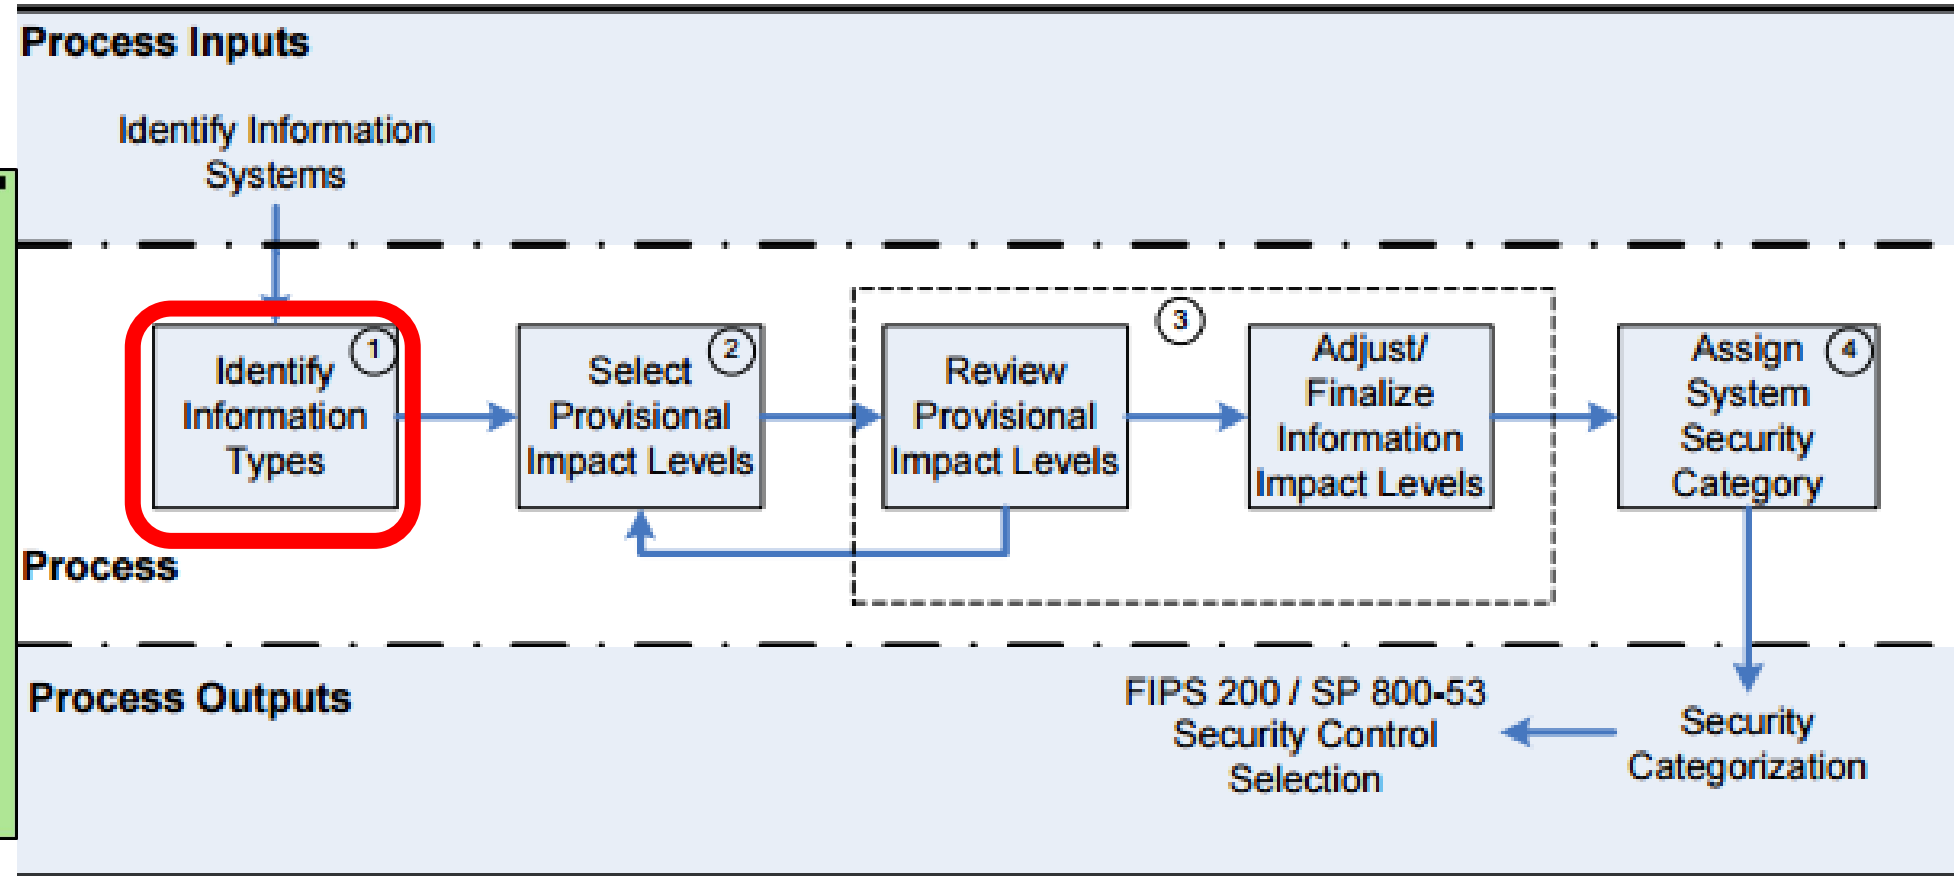 Process Inputs
Identify Information
Systems
1
Identify
Information
Types
2
Select
Provisional
Impact Levels
3
Review
Provisional
Impact Levels
Adjust/
Finalize
Information
Impact Levels
4
Assign
System
Security
Category
Process
Process Outputs
FIPS 200 / SP 800-53
Security Control
Selection
Security
Categorization